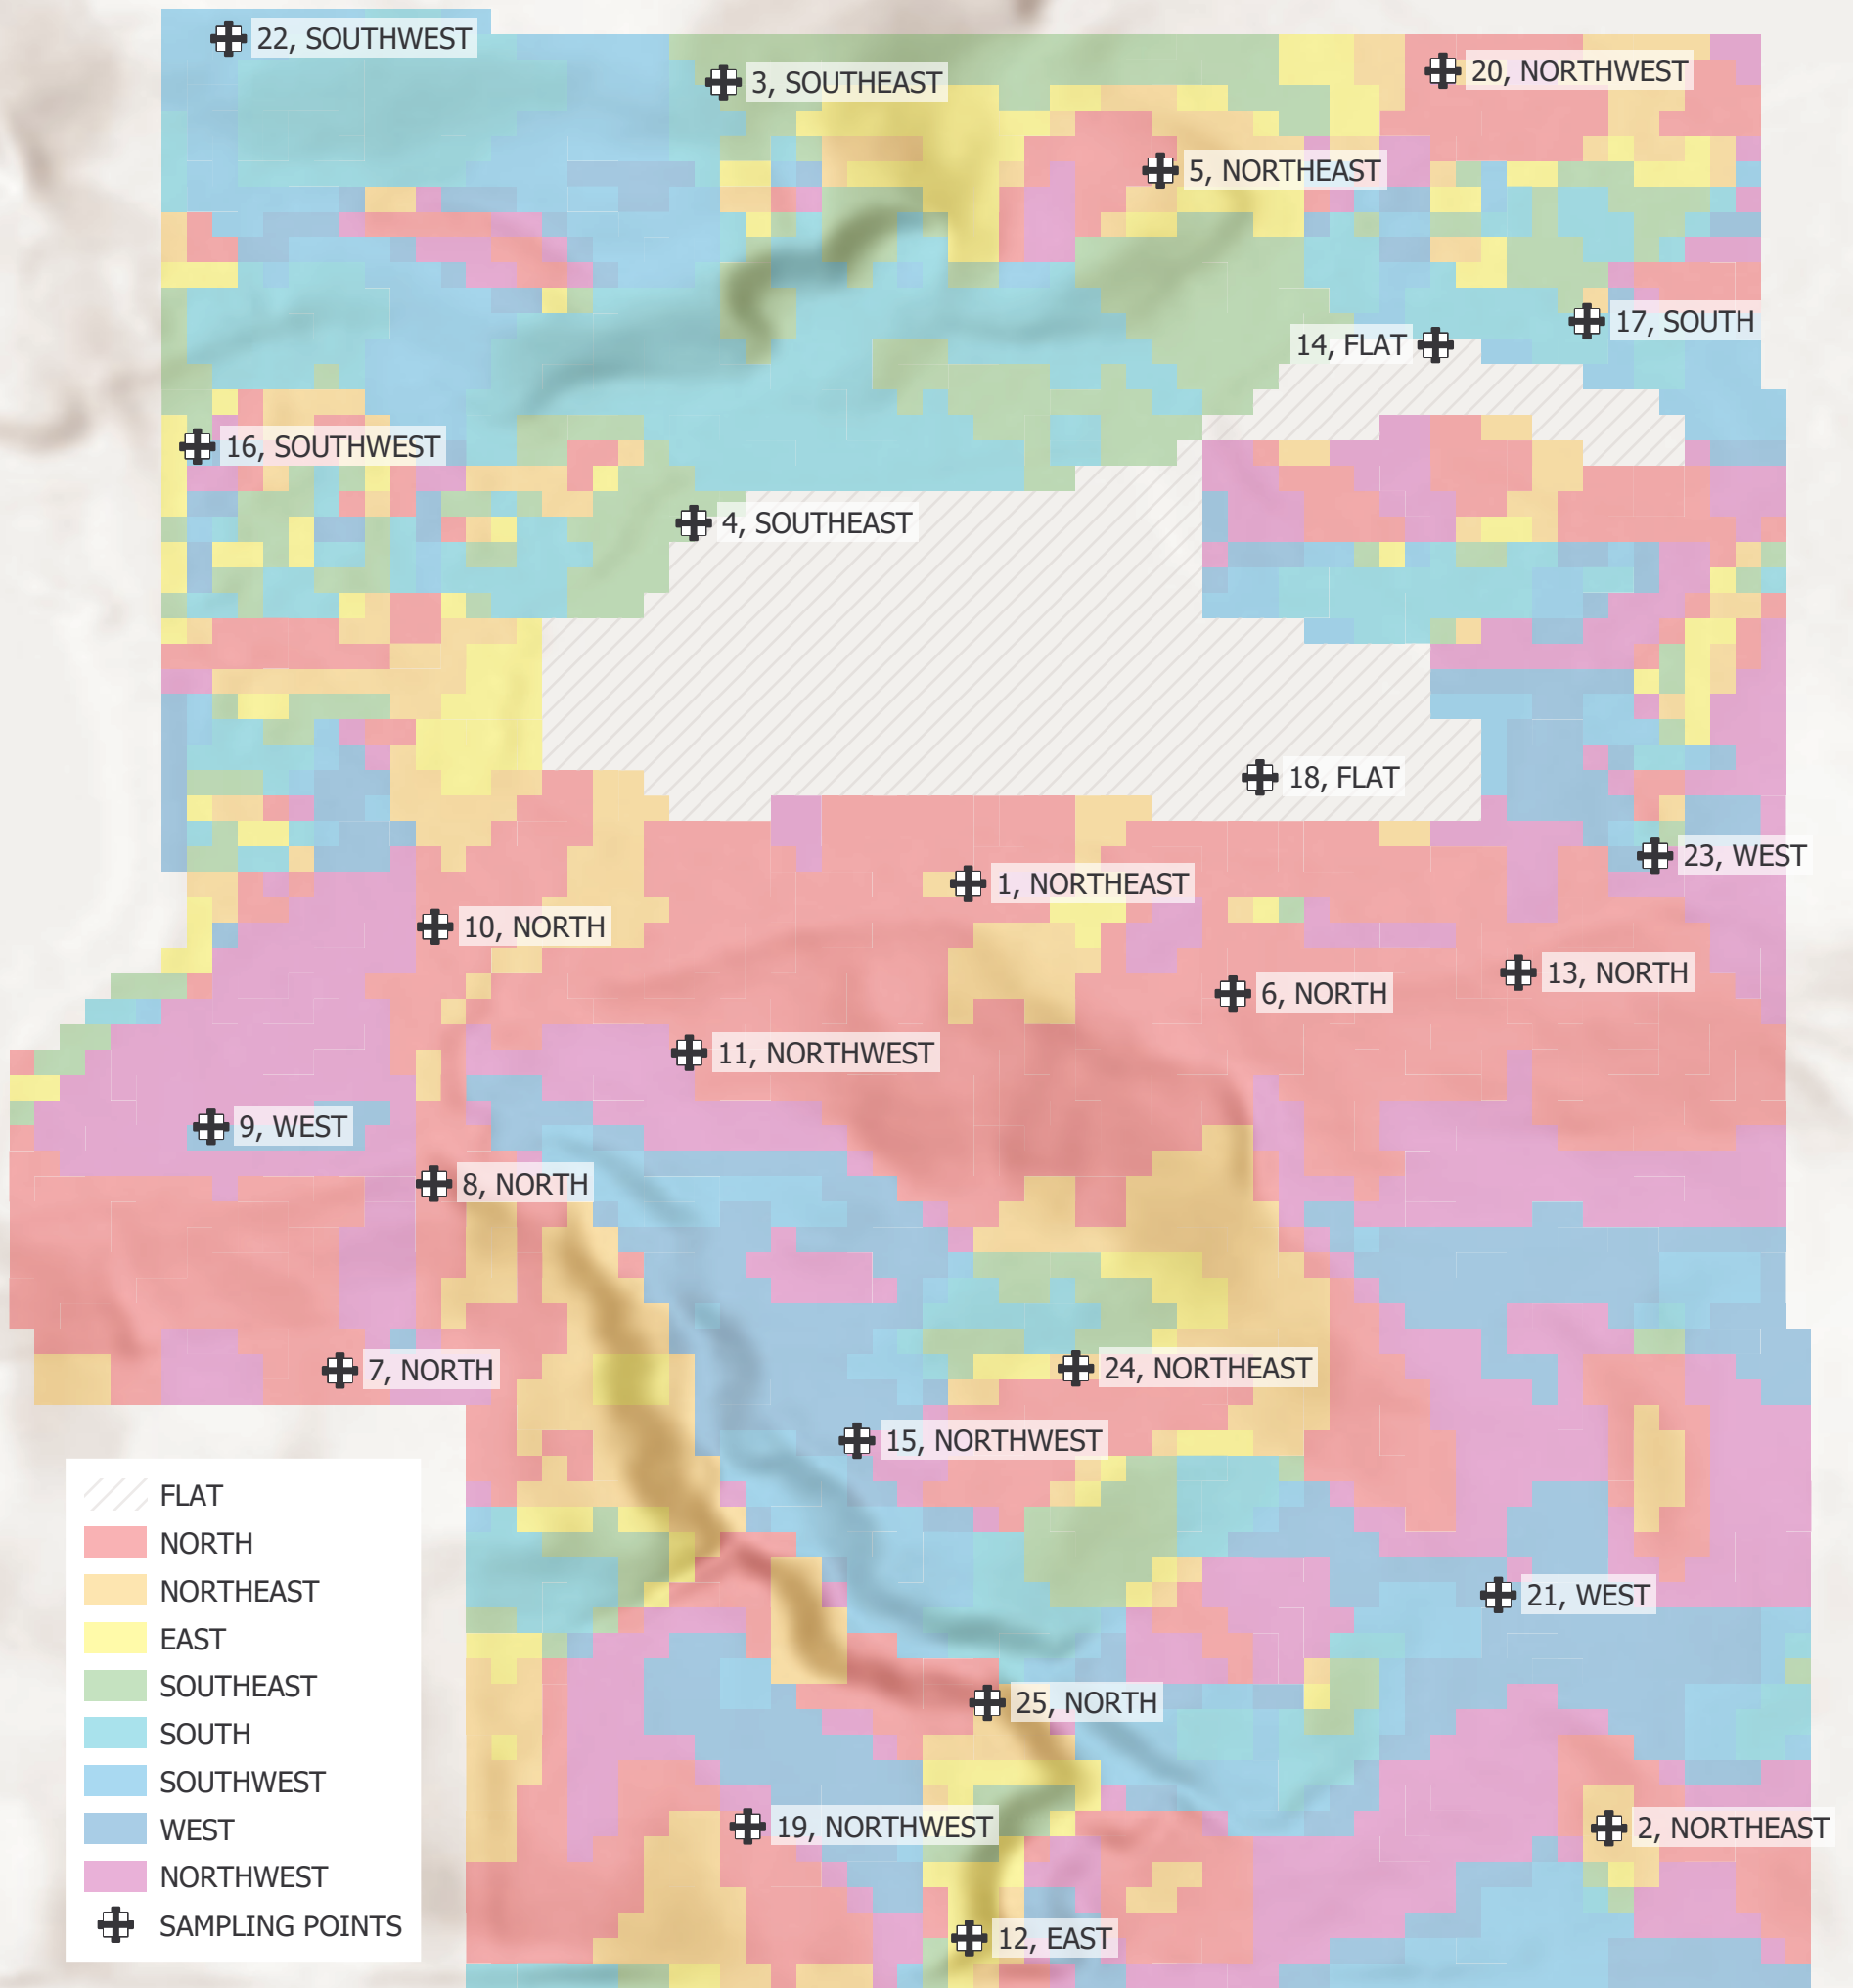 22, SOUTHWEST
3, SOUTHEAST
20, NORTHWEST
5, NORTHEAST
17, SOUTH
14, FLAT
16, SOUTHWEST
4, SOUTHEAST
18, FLAT
23, WEST
1, NORTHEAST
10, NORTH
13, NORTH
6, NORTH
11, NORTHWEST
9, WEST
8, NORTH
7, NORTH
24, NORTHEAST
15, NORTHWEST
21, WEST
25, NORTH
19, NORTHWEST
2, NORTHEAST
12, EAST
FLAT
NORTH
NORTHEAST
EAST
SOUTHEAST
SOUTH
SOUTHWEST
WEST
NORTHWEST
SAMPLING POINTS